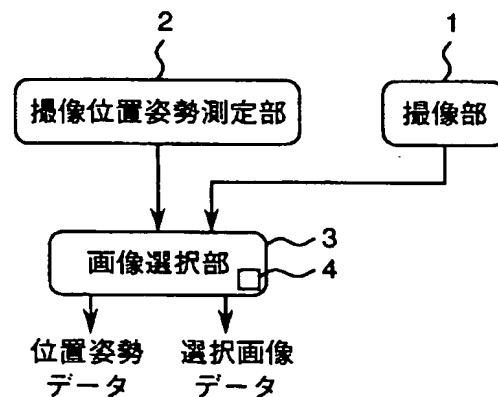 2
1
撮像位置姿勢測定部
撮像部
3
画像選択部
4
位置姿勢
データ
選択画像
データ